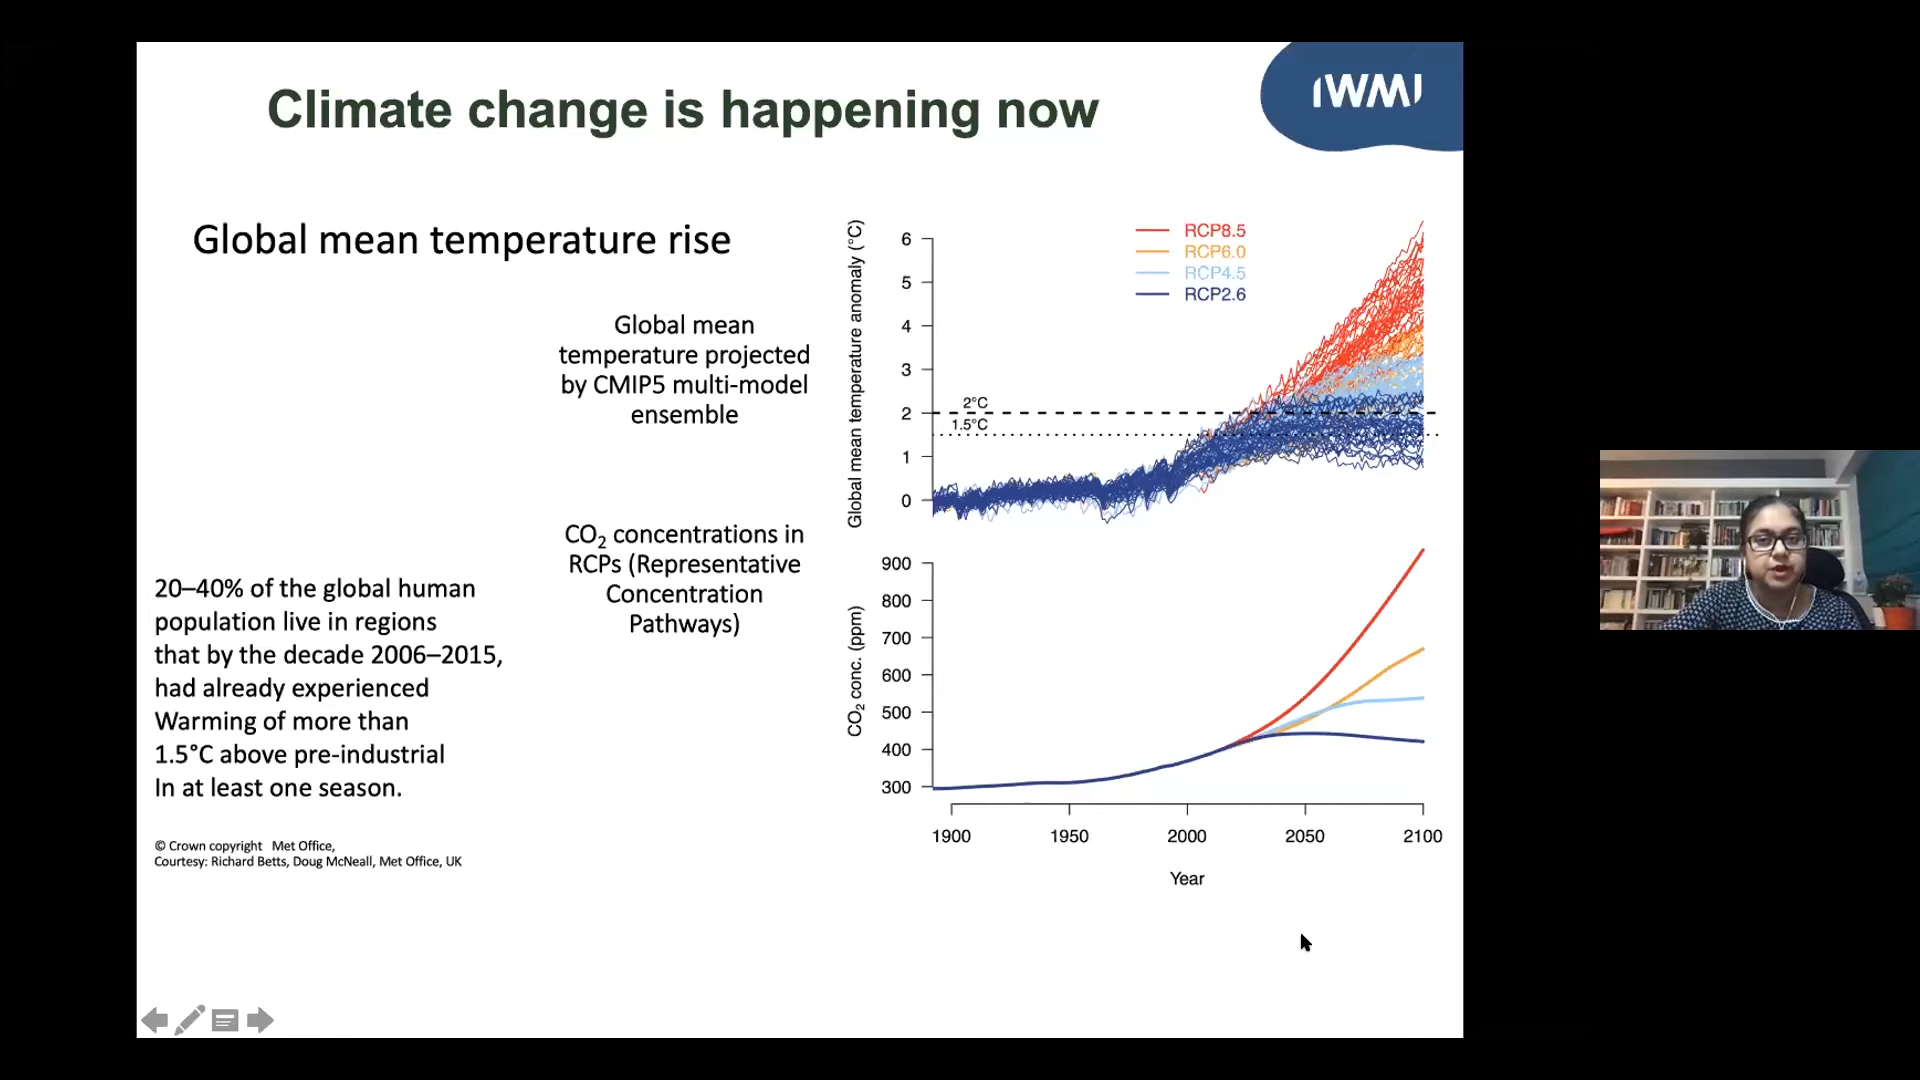 Climate change is happening now
IWMI
Global mean temperature rise
Global mean
temperature projected
by CMIP5 multi-model
ensemble
CO₂ concentrations in
RCPs (Representative
Concentration
Pathways)
20–40% of the global human
population live in regions
that by the decade 2006–2015,
had already experienced
Warming of more than
1.5°C above pre-industrial
In at least one season.
© Crown copyright Met Office,
Courtesy: Richard Betts, Doug McNeall, Met Office, UK
Global mean temperature anomaly (°C)
6
5
4
3
2
1
0
RCP8.5
RCP6.0
RCP4.5
RCP2.6
2°C
1.5°C
CO₂ conc. (ppm)
900
800
700
600
500
400
300
1900 1950 2000 2050 2100
Year